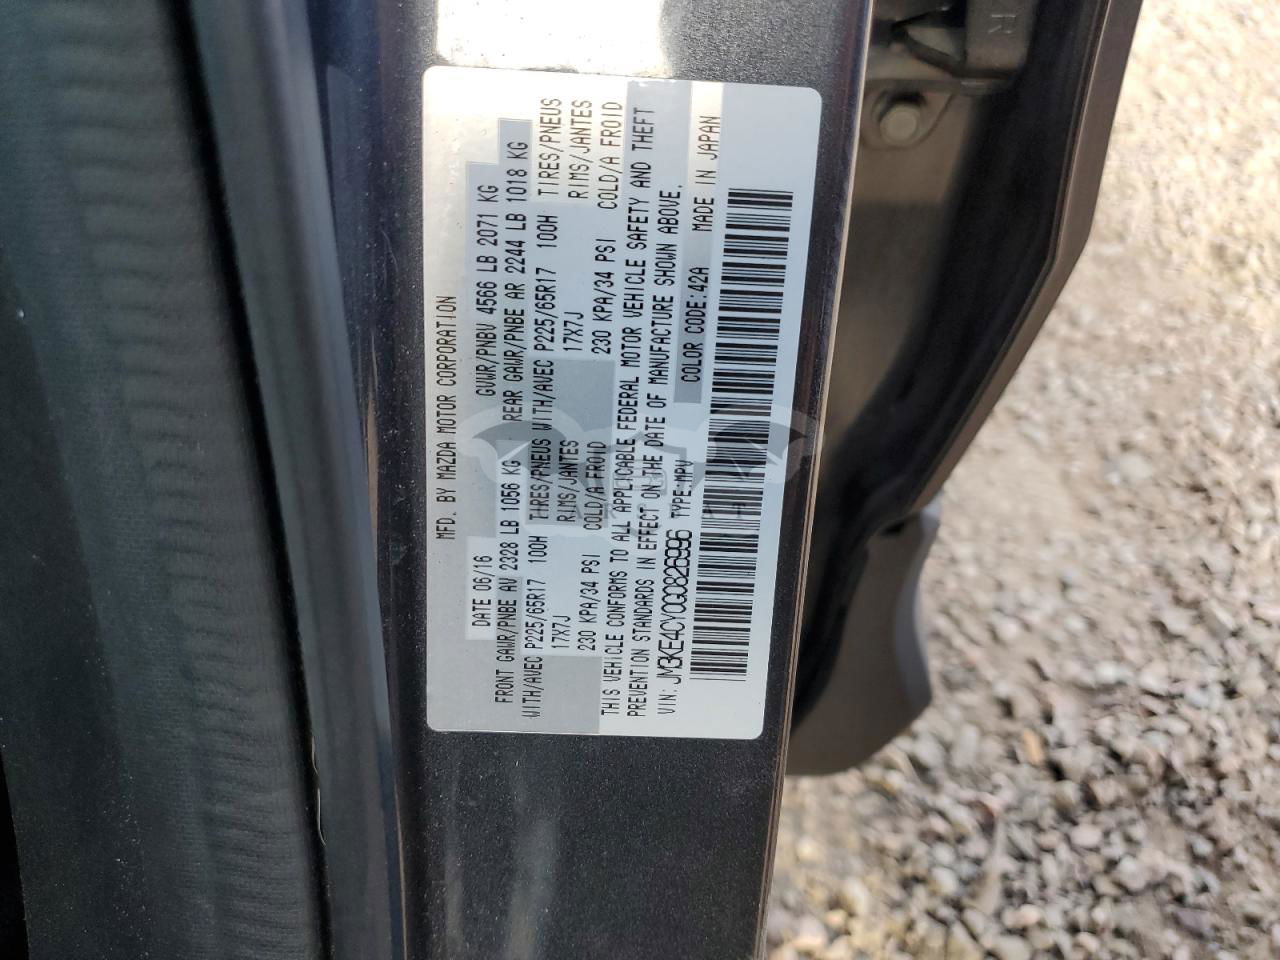 MFD. BY MAZDA MOTOR CORPORATION
DATE 06/16 GVWR/PNBV 4566 LB 2071 KG
FRONT GAWR/PNBE AV 2328 LB 1056 KG REAR GAWR/PNBE AR 2244 LB 1018 KG
WITH/AVEC P225/65R17 100H TIRES/PNEUS WITH/AVEC P225/65R17 100H TIRES/PNEUS
17X7J RIMS/JANTES 17X7J RIMS/JANTES
230 KPA/34 PSI COLD/A FROID 230 KPA/34 PSI COLD/A FROID
THIS VEHICLE CONFORMS TO ALL APPLICABLE FEDERAL MOTOR VEHICLE SAFETY AND THEFT
PREVENTION STANDARDS IN EFFECT ON THE DATE OF MANUFACTURE SHOWN ABOVE.
VIN: JM3KE4CY0G0826996 TYPE:MPV COLOR CODE:42A MADE IN JAPAN
R